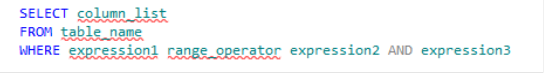 SELECT column_list
FROM table_name
WHERE expression1 range_operator expression2 AND expression3